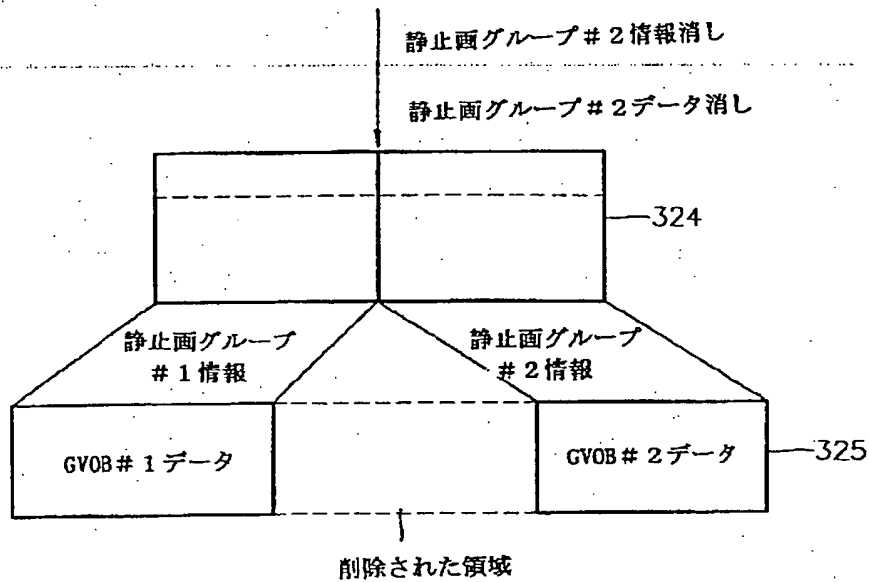 静止画グループ#2情報消し
静止画グループ#2データ消し
324
静止画グループ
#1情報
静止画グループ
#2情報
GVOB#1データ
GVOB#2データ
325
削除された領域